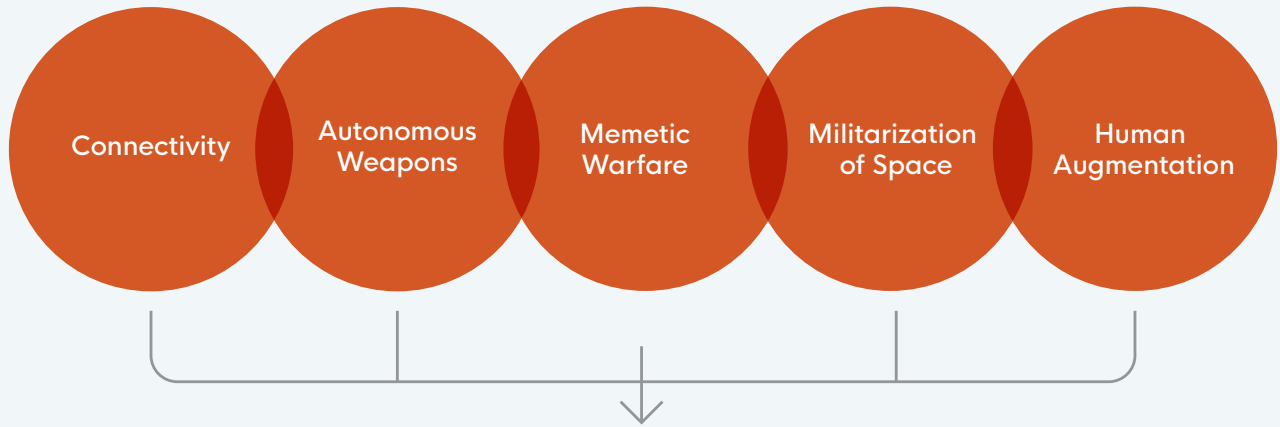 Connectivity
Autonomous
Weapons
Memetic
Warfare
Militarization
of Space
Human
Augmentation